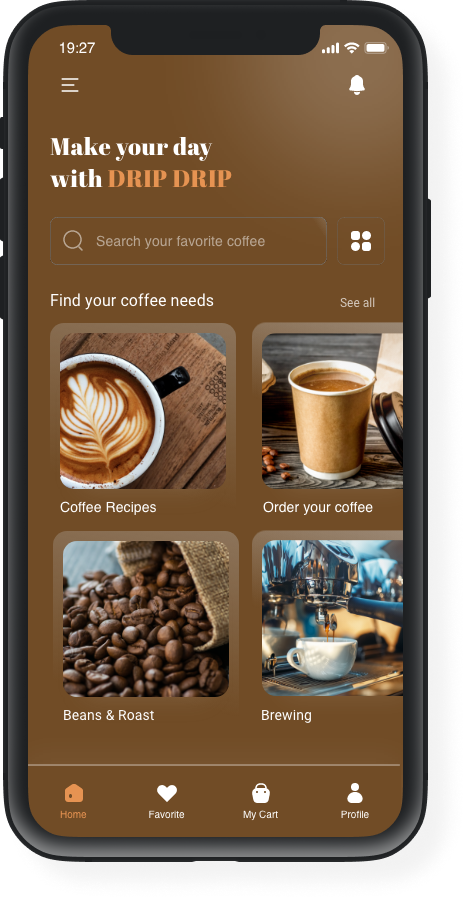 19:27
Make your day
with DRIP DRIP
Search your favorite coffee
Find your coffee needs
See all
Coffee Recipes
Order your coffee
Beans & Roast
Brewing
Home
Favorite
My Cart
Profile